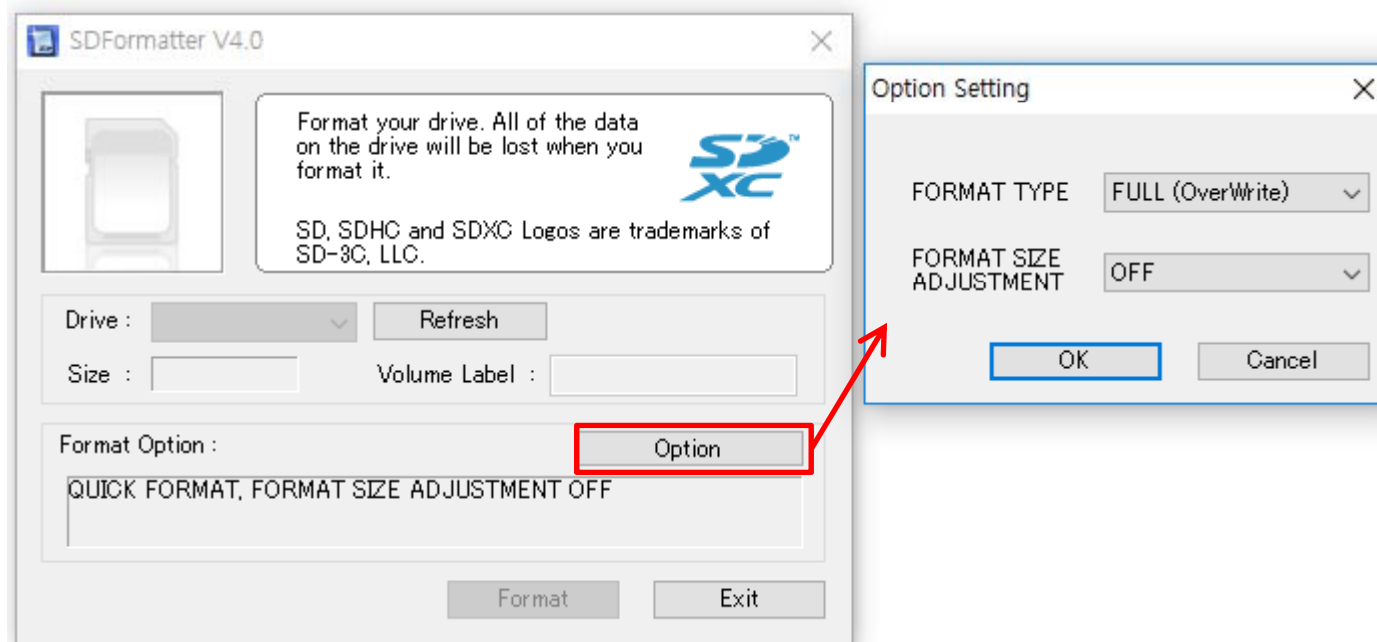 SDFormatter V4.0
Format your drive. All of the data
on the drive will be lost when you
format it.
SD, SDHC and SDXC Logos are trademarks of
SD-3C, LLC.
SD™
XC
Drive :
Refresh
Size :
Volume Label :
Format Option :
Option
QUICK FORMAT, FORMAT SIZE ADJUSTMENT OFF
Format
Exit
Option Setting
FORMAT TYPE
FULL (OverWrite)
FORMAT SIZE
ADJUSTMENT
OFF
OK
Cancel